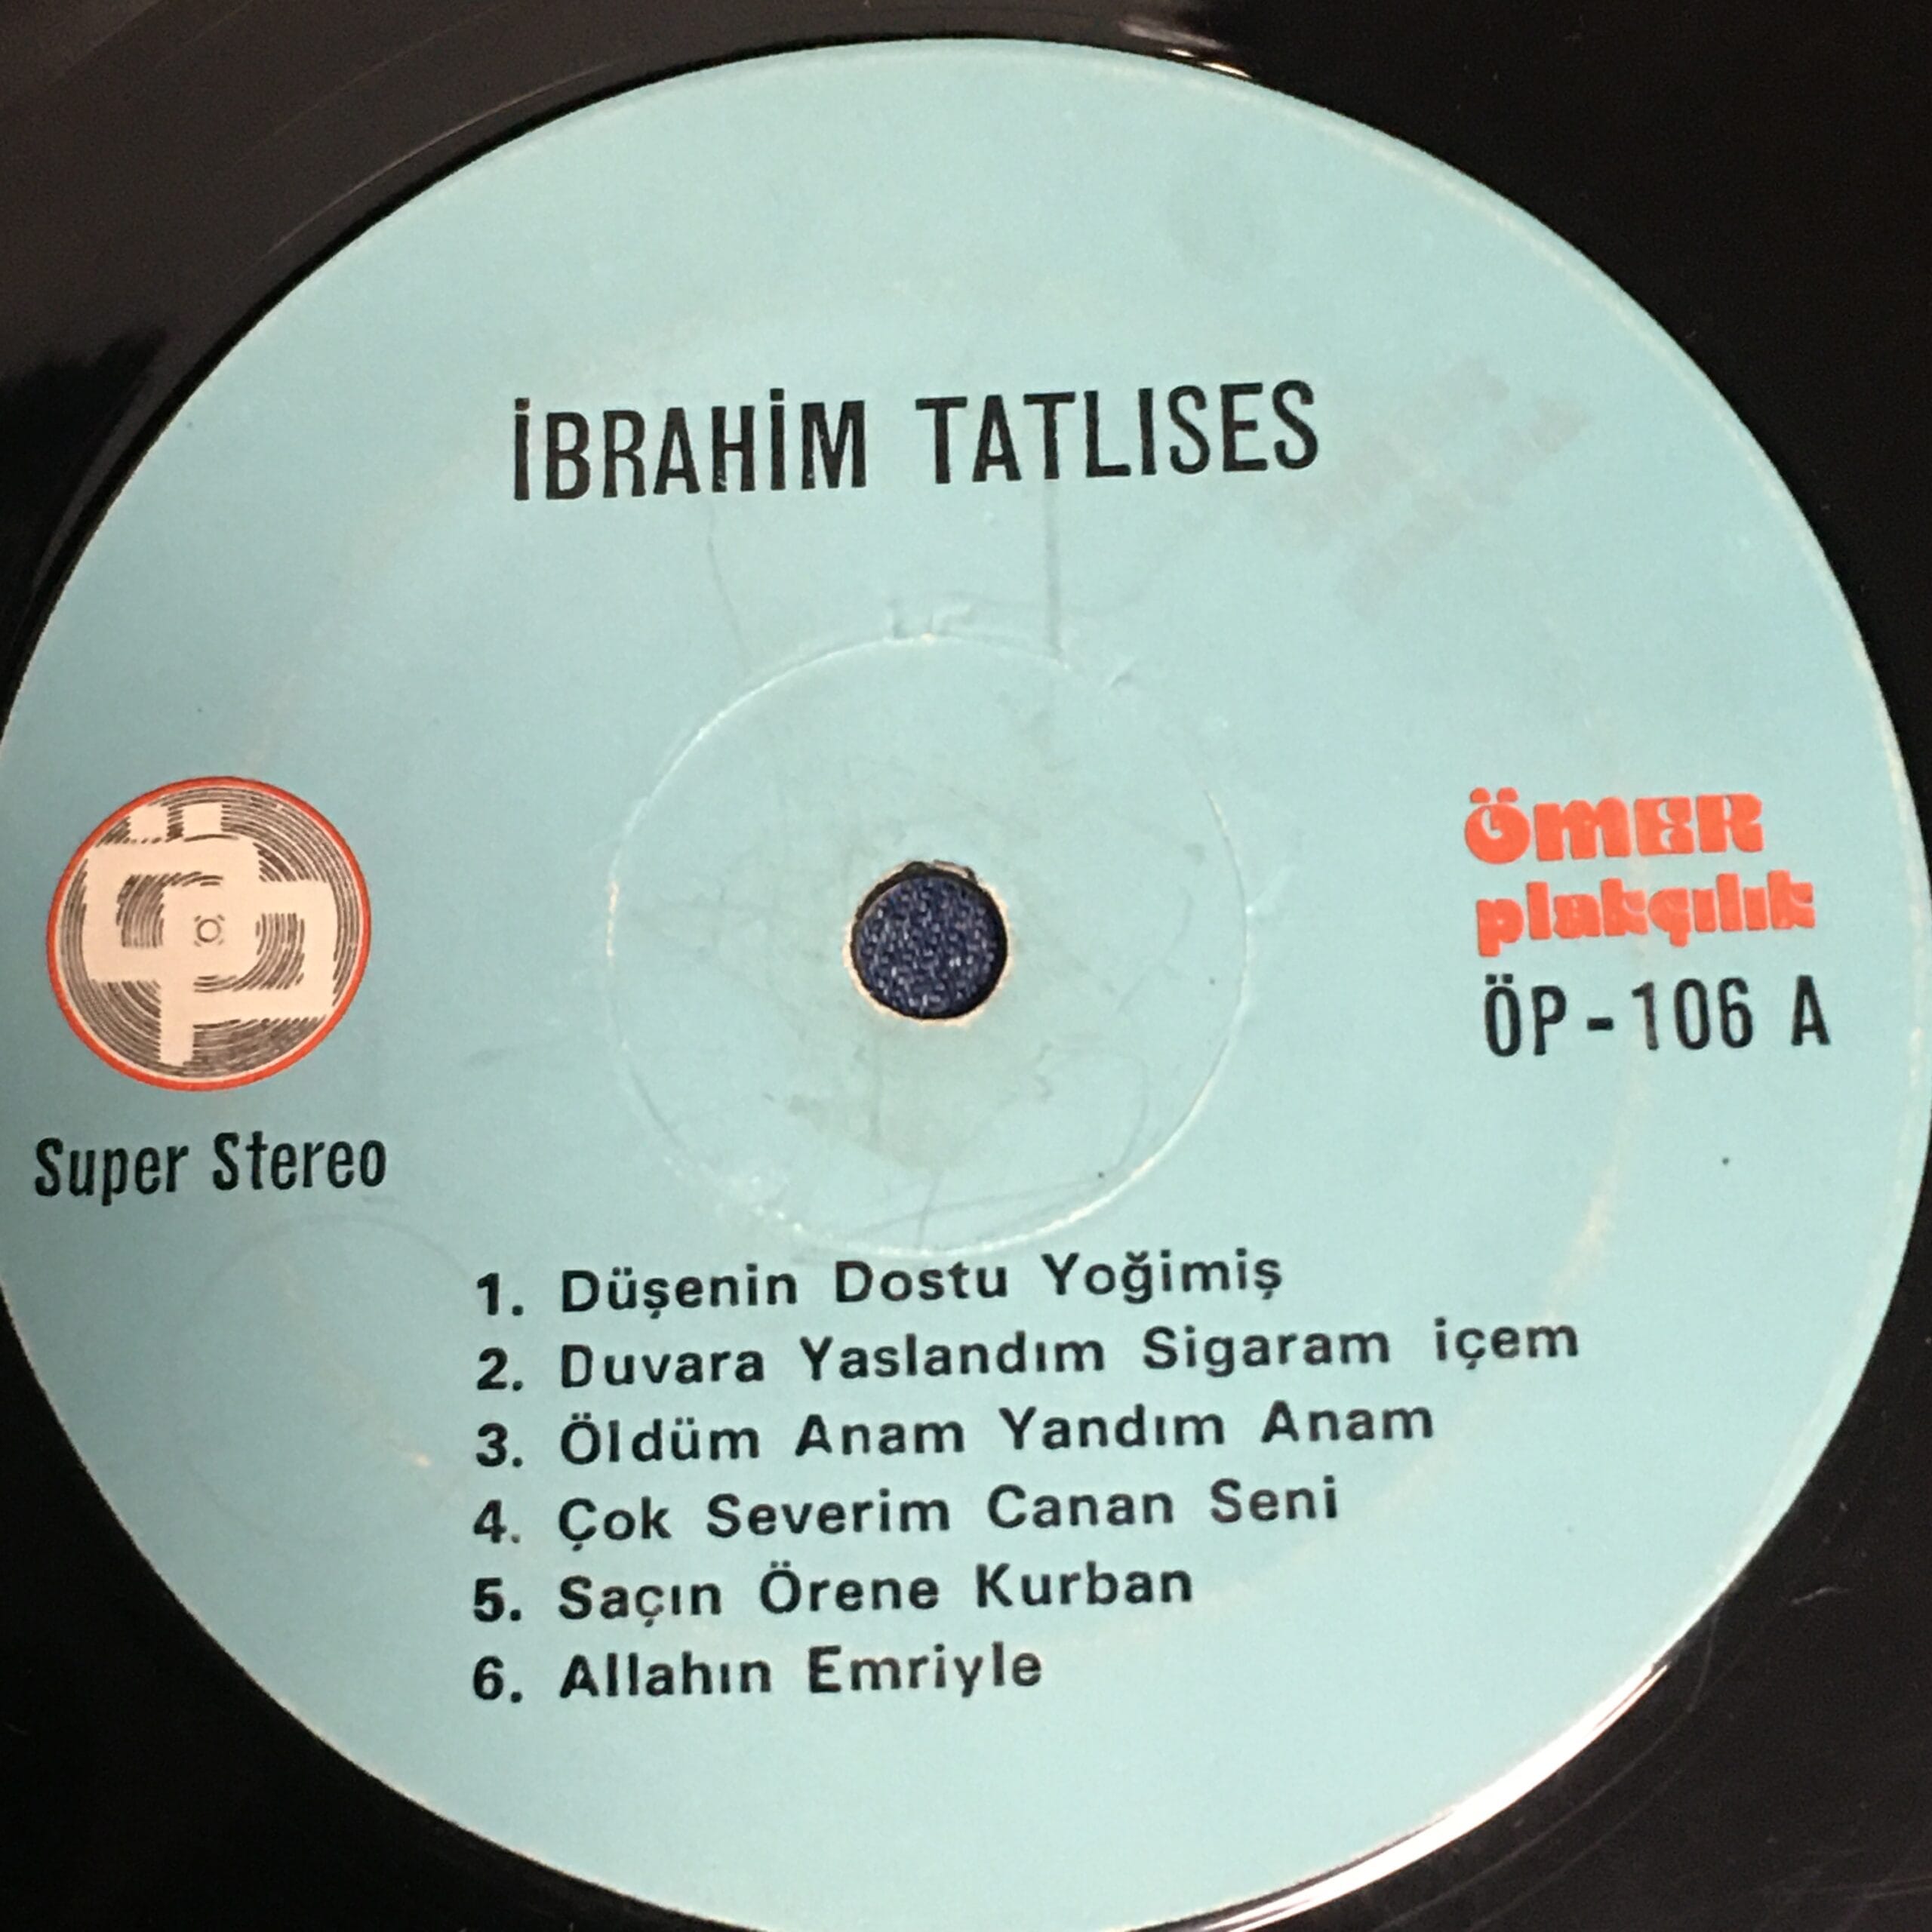 İBRAHİM TATLISES
ÖP
Super Stereo
ÖMER
plakçılık
ÖP - 106 A
1. Düşenin Dostu Yoğimiş
2. Duvara Yaslandım Sigaram içem
3. Öldüm Anam Yandım Anam
4. Çok Severim Canan Seni
5. Saçın Örene Kurban
6. Allahın Emriyle